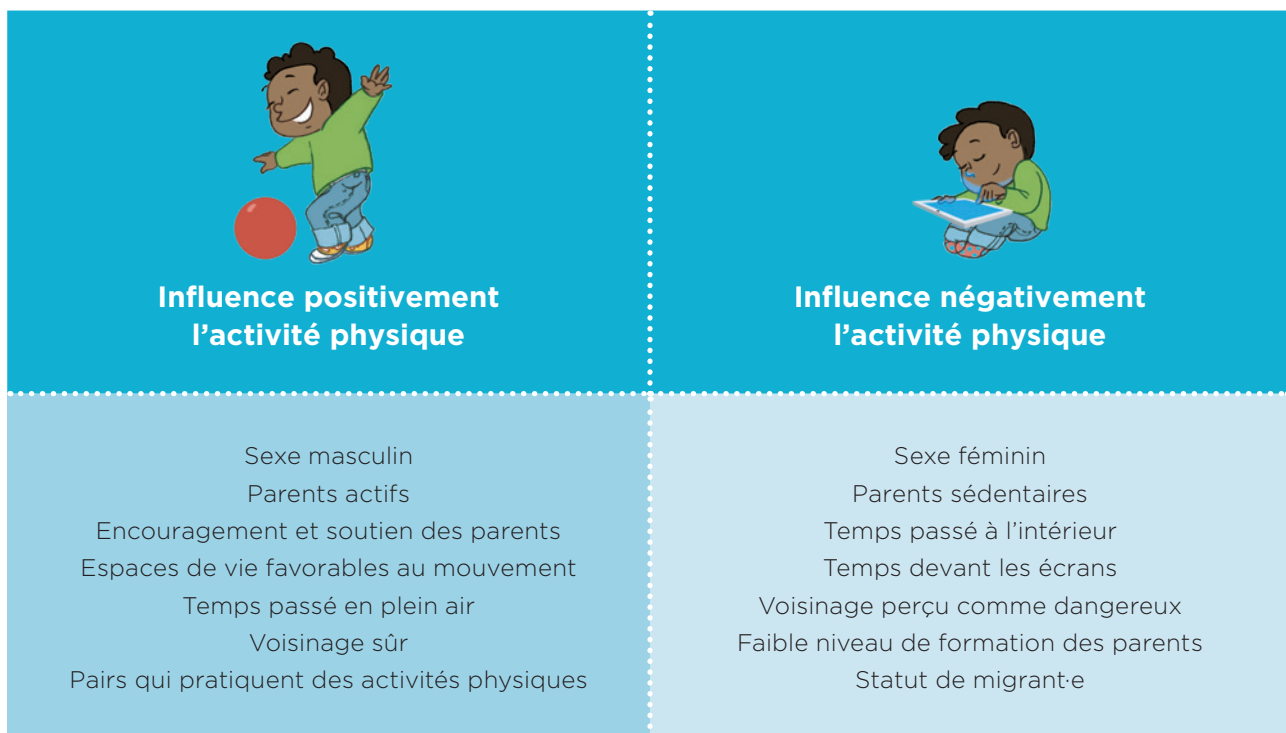 Influence positivement
l’activité physique
Influence négativement
l’activité physique
Sexe masculin
Parents actifs
Encouragement et soutien des parents
Espaces de vie favorables au mouvement
Temps passé en plein air
Voisinage sûr
Pairs qui pratiquent des activités physiques
Sexe féminin
Parents sédentaires
Temps passé à l’intérieur
Temps devant les écrans
Voisinage perçu comme dangereux
Faible niveau de formation des parents
Statut de migrant·e